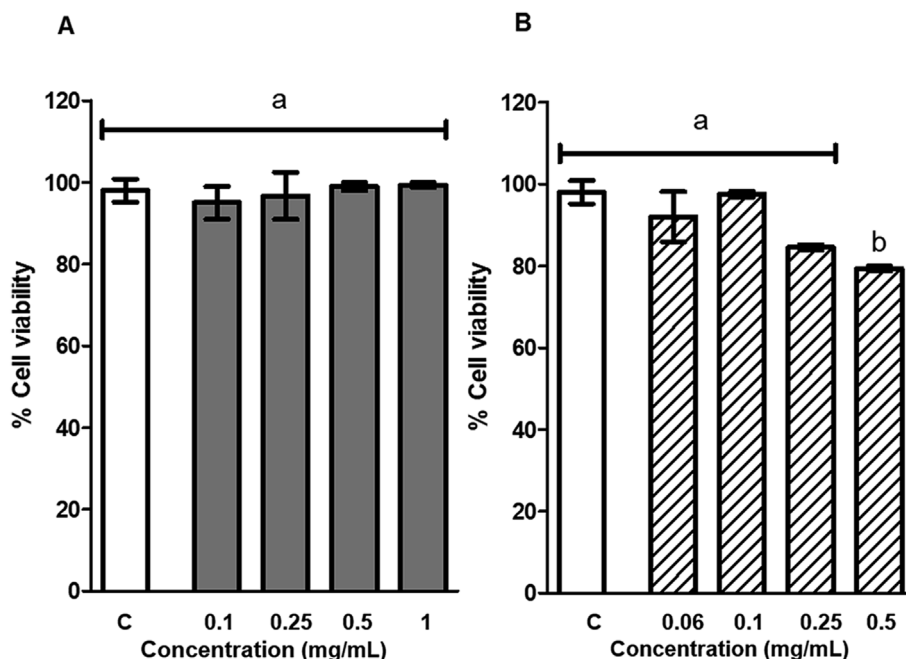 A
a
120
100
80
60
40
20
0
% Cell viability
C 0.1 0.25 0.5 1
Concentration (mg/mL)
B
a
b
120
100
80
60
40
20
0
% Cell viability
C 0.06 0.1 0.25 0.5
Concentration (mg/mL)